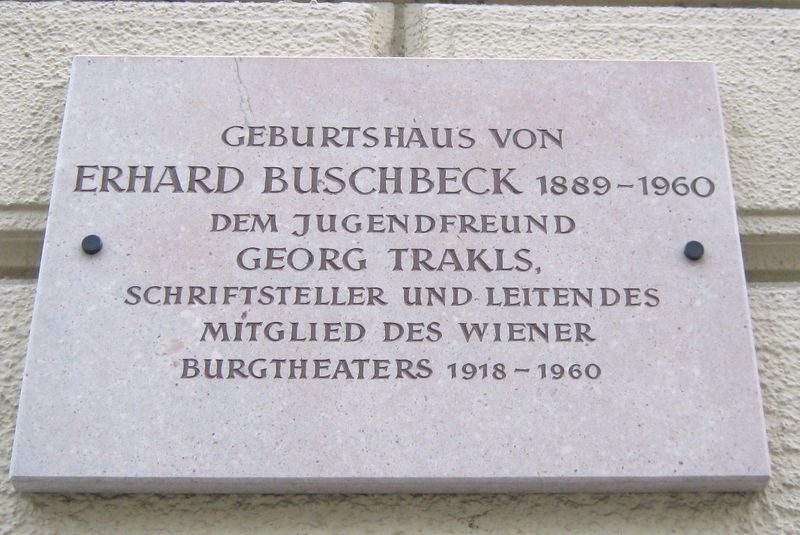 GEBURTSHAUS VON
ERHARD BUSCHBECK 1889–1960
DEM JUGENDFREUND
GEORG TRAKLS,
SCHRIFTSTELLER UND LEITENDES
MITGLIED DES WIENER
BURGTHEATERS 1918–1960